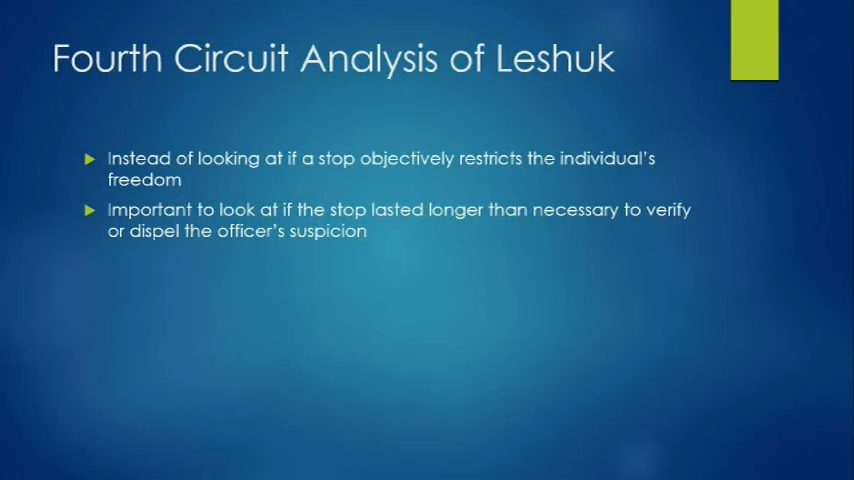 Fourth Circuit Analysis of Leshuk
Instead of looking at if a stop objectively restricts the individual's
freedom
Important to look at if the stop lasted longer than necessary to verify
or dispel the officer's suspicion